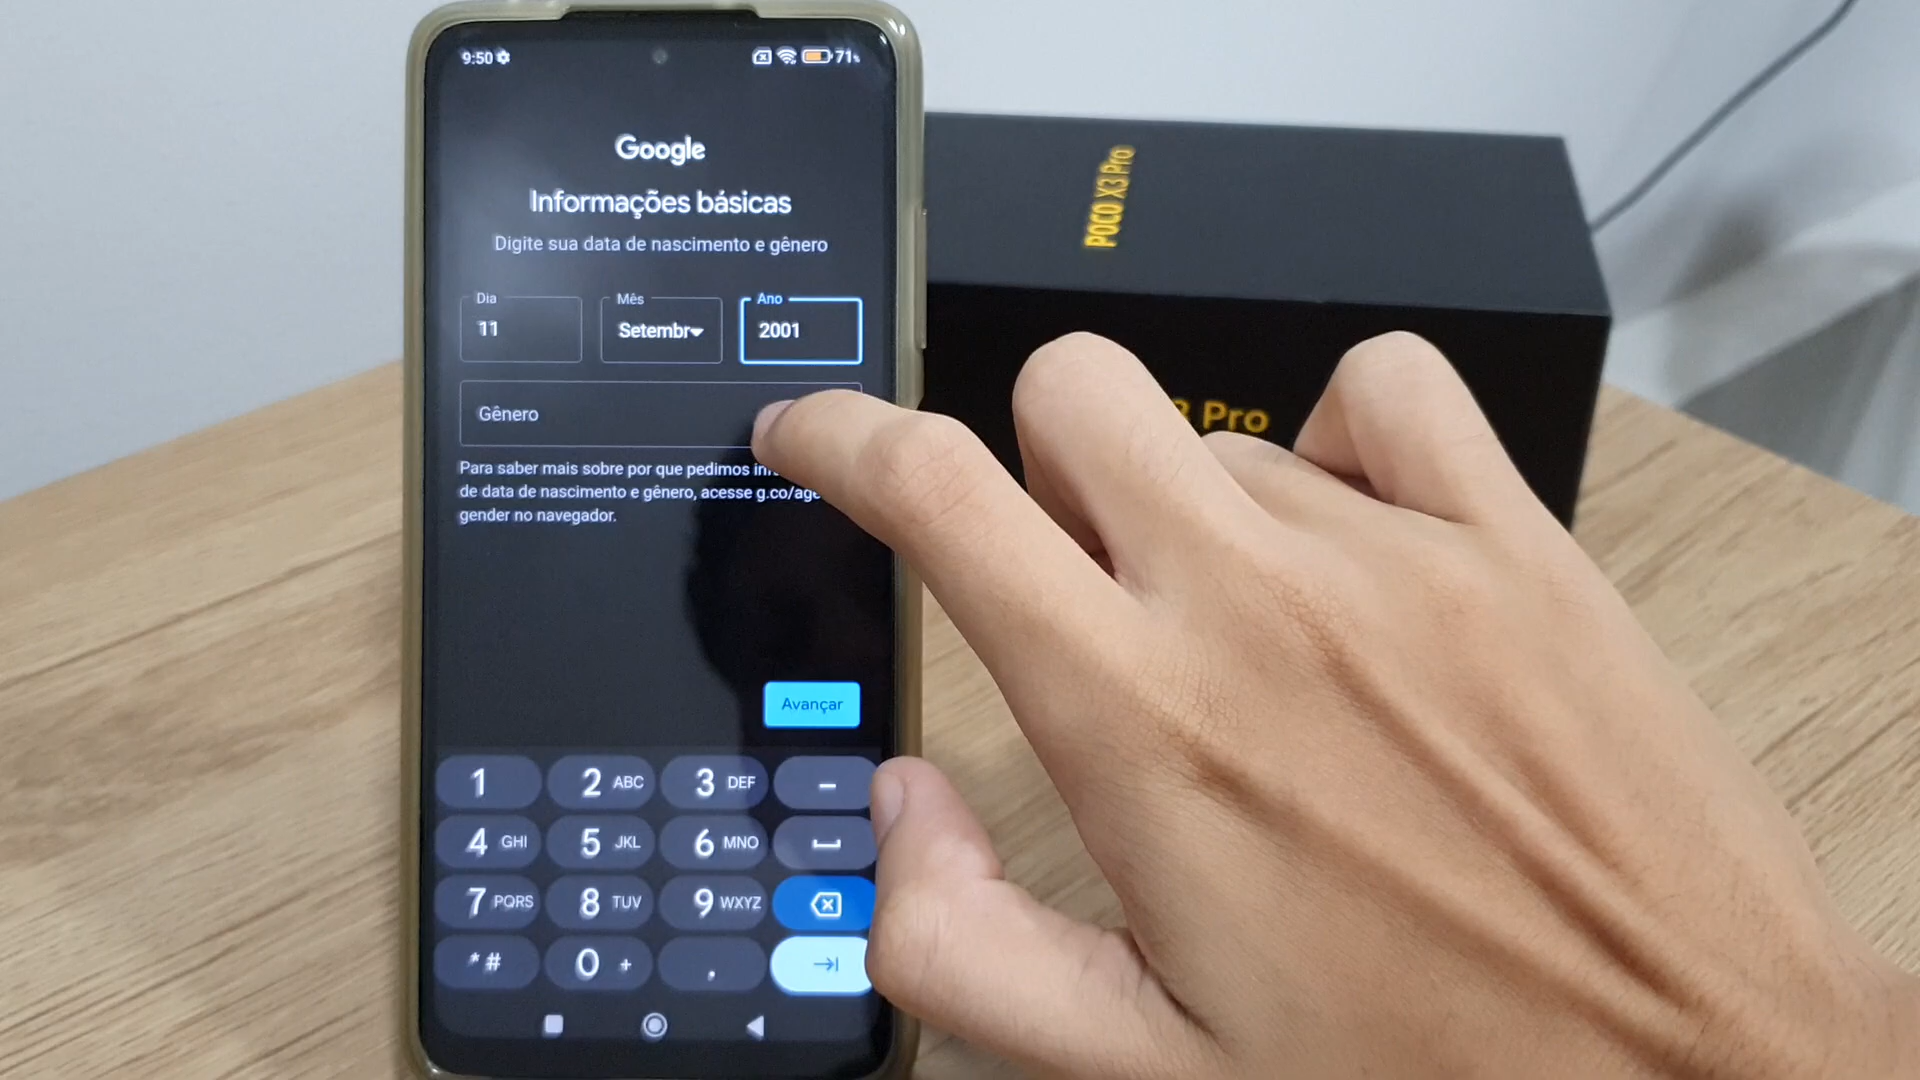 9:50
71%
Google
Informações básicas
Digite sua data de nascimento e gênero
Dia
Mês
Ano
11
Setembr
2001
Gênero
Para saber mais sobre por que pedimos
de data de nascimento e gênero, acesse g.co/age
gender no navegador.
Avançar
1
2 ABC
3 DEF
–
4 GHI
5 JKL
6 MNO
7 PQRS
8 TUV
9 WXYZ
*#
0 +
.
POCO X3 Pro
Pro